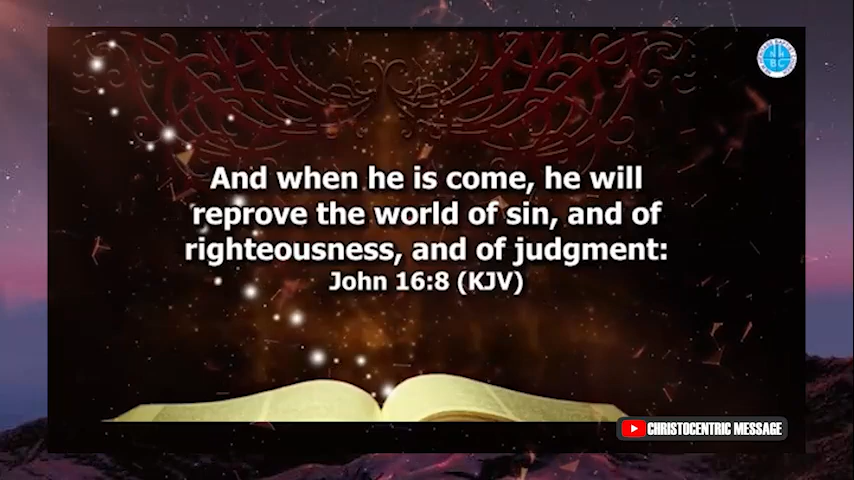 And when he is come, he will
reprove the world of sin, and of
righteousness, and of judgment:
John 16:8 (KJV)
CHRISTOCENTRIC MESSAGE